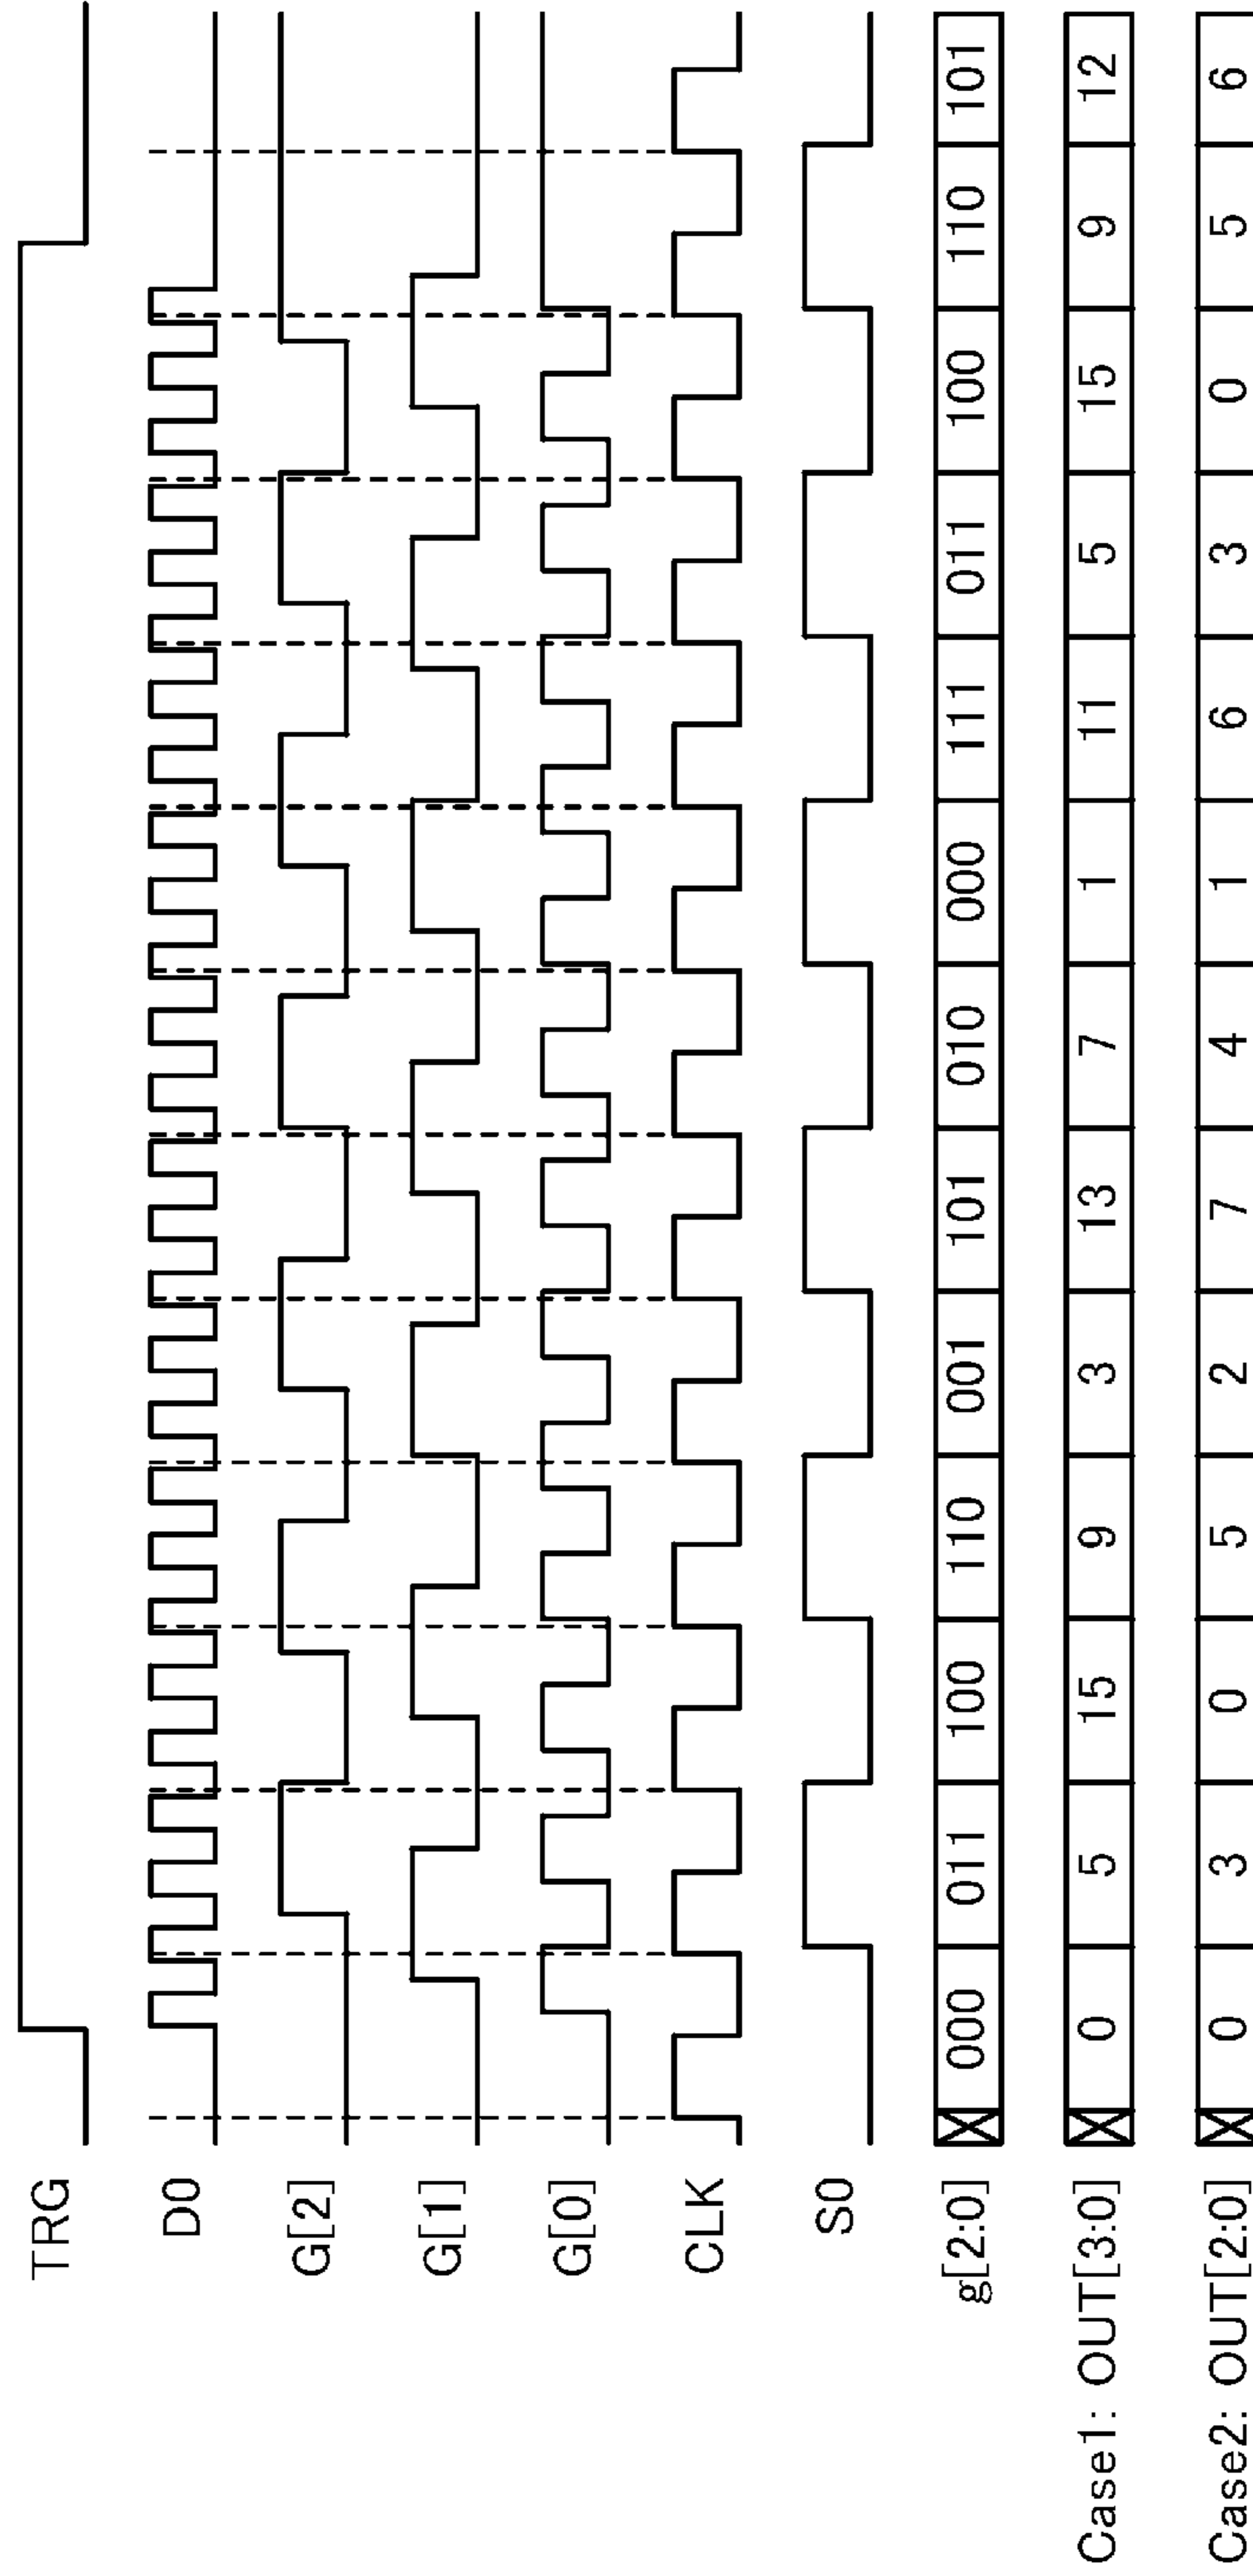 TRG
D0
G[2]
G[1]
G[0]
CLK
S0
g[2:0] 000 011 100 110 001 101 010 000 111 011 100 110 101
Case1: OUT[3:0] 0 5 15 9 3 13 7 1 11 5 15 9 12
Case2: OUT[2:0] 0 3 0 5 2 7 4 1 6 3 0 5 6